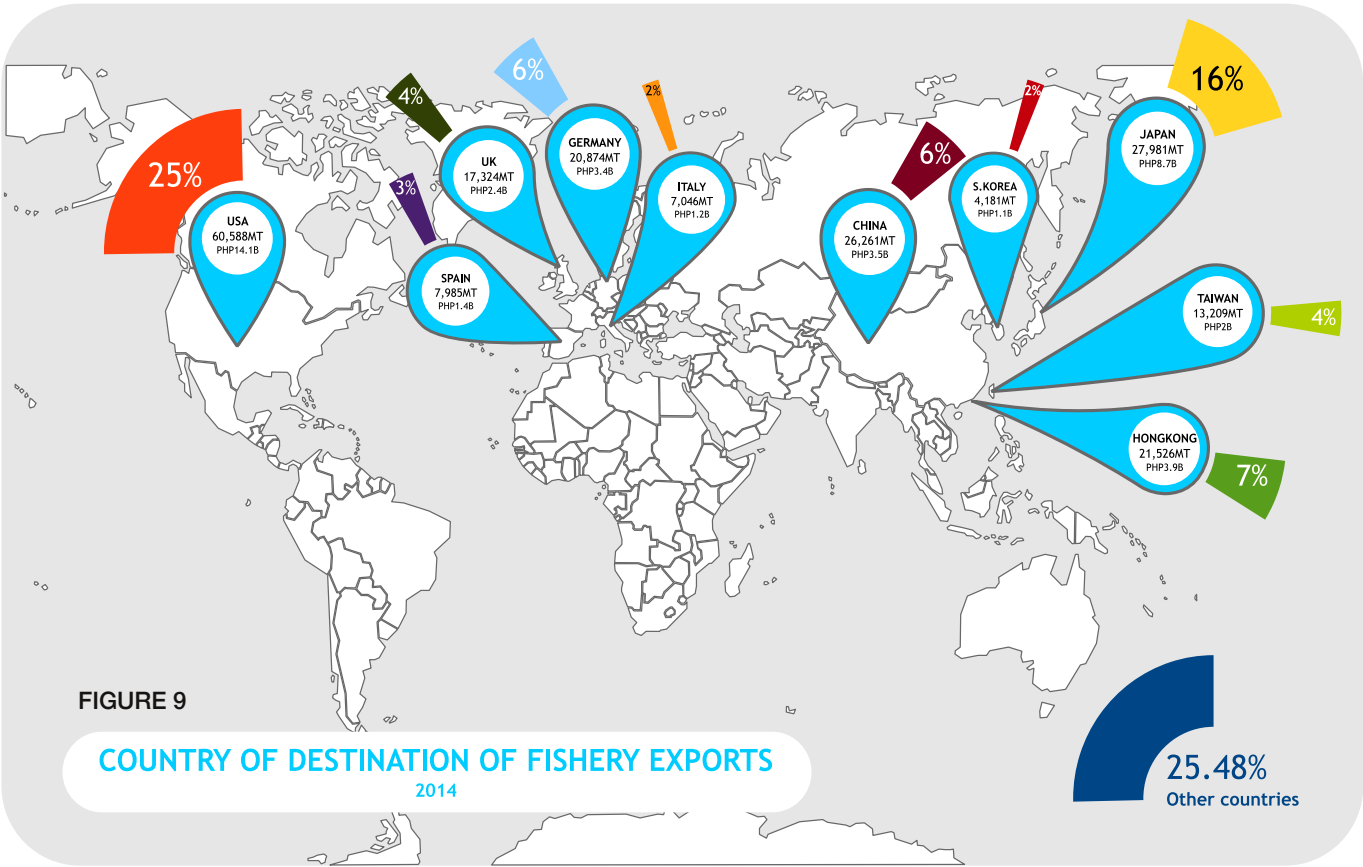 25%
USA
60,588MT
PHP14.1B
3%
SPAIN
7,985MT
PHP1.4B
4%
UK
17,324MT
PHP2.4B
6%
GERMANY
20,874MT
PHP3.4B
2%
ITALY
7,046MT
PHP1.2B
6%
CHINA
26,261MT
PHP3.5B
2%
S.KOREA
4,181MT
PHP1.1B
16%
JAPAN
27,981MT
PHP8.7B
TAIWAN
13,209MT
PHP2B
4%
HONGKONG
21,526MT
PHP3.9B
7%
FIGURE 9
COUNTRY OF DESTINATION OF FISHERY EXPORTS
2014
25.48%
Other countries